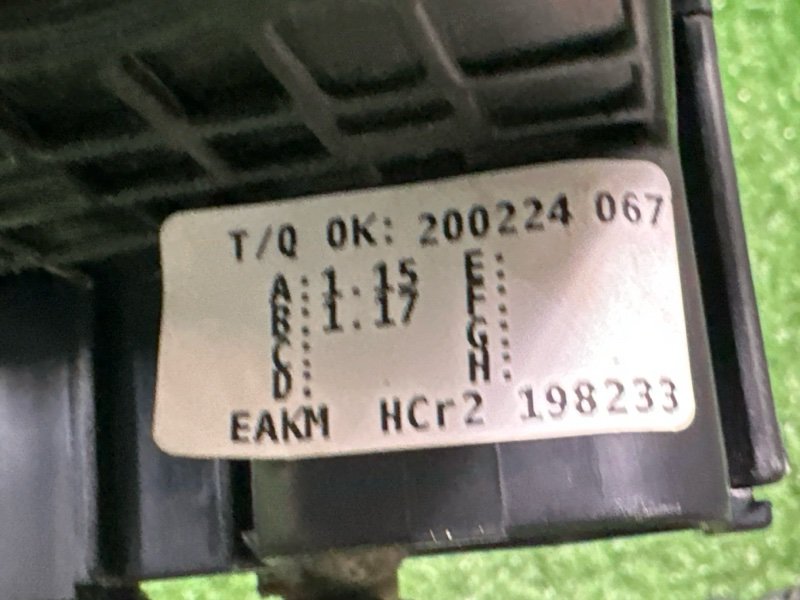 T/Q OK: 200224 067
A:1.15 E:
B:1.17 F:
C: G:
D: H:
EAKM HCr2 198233